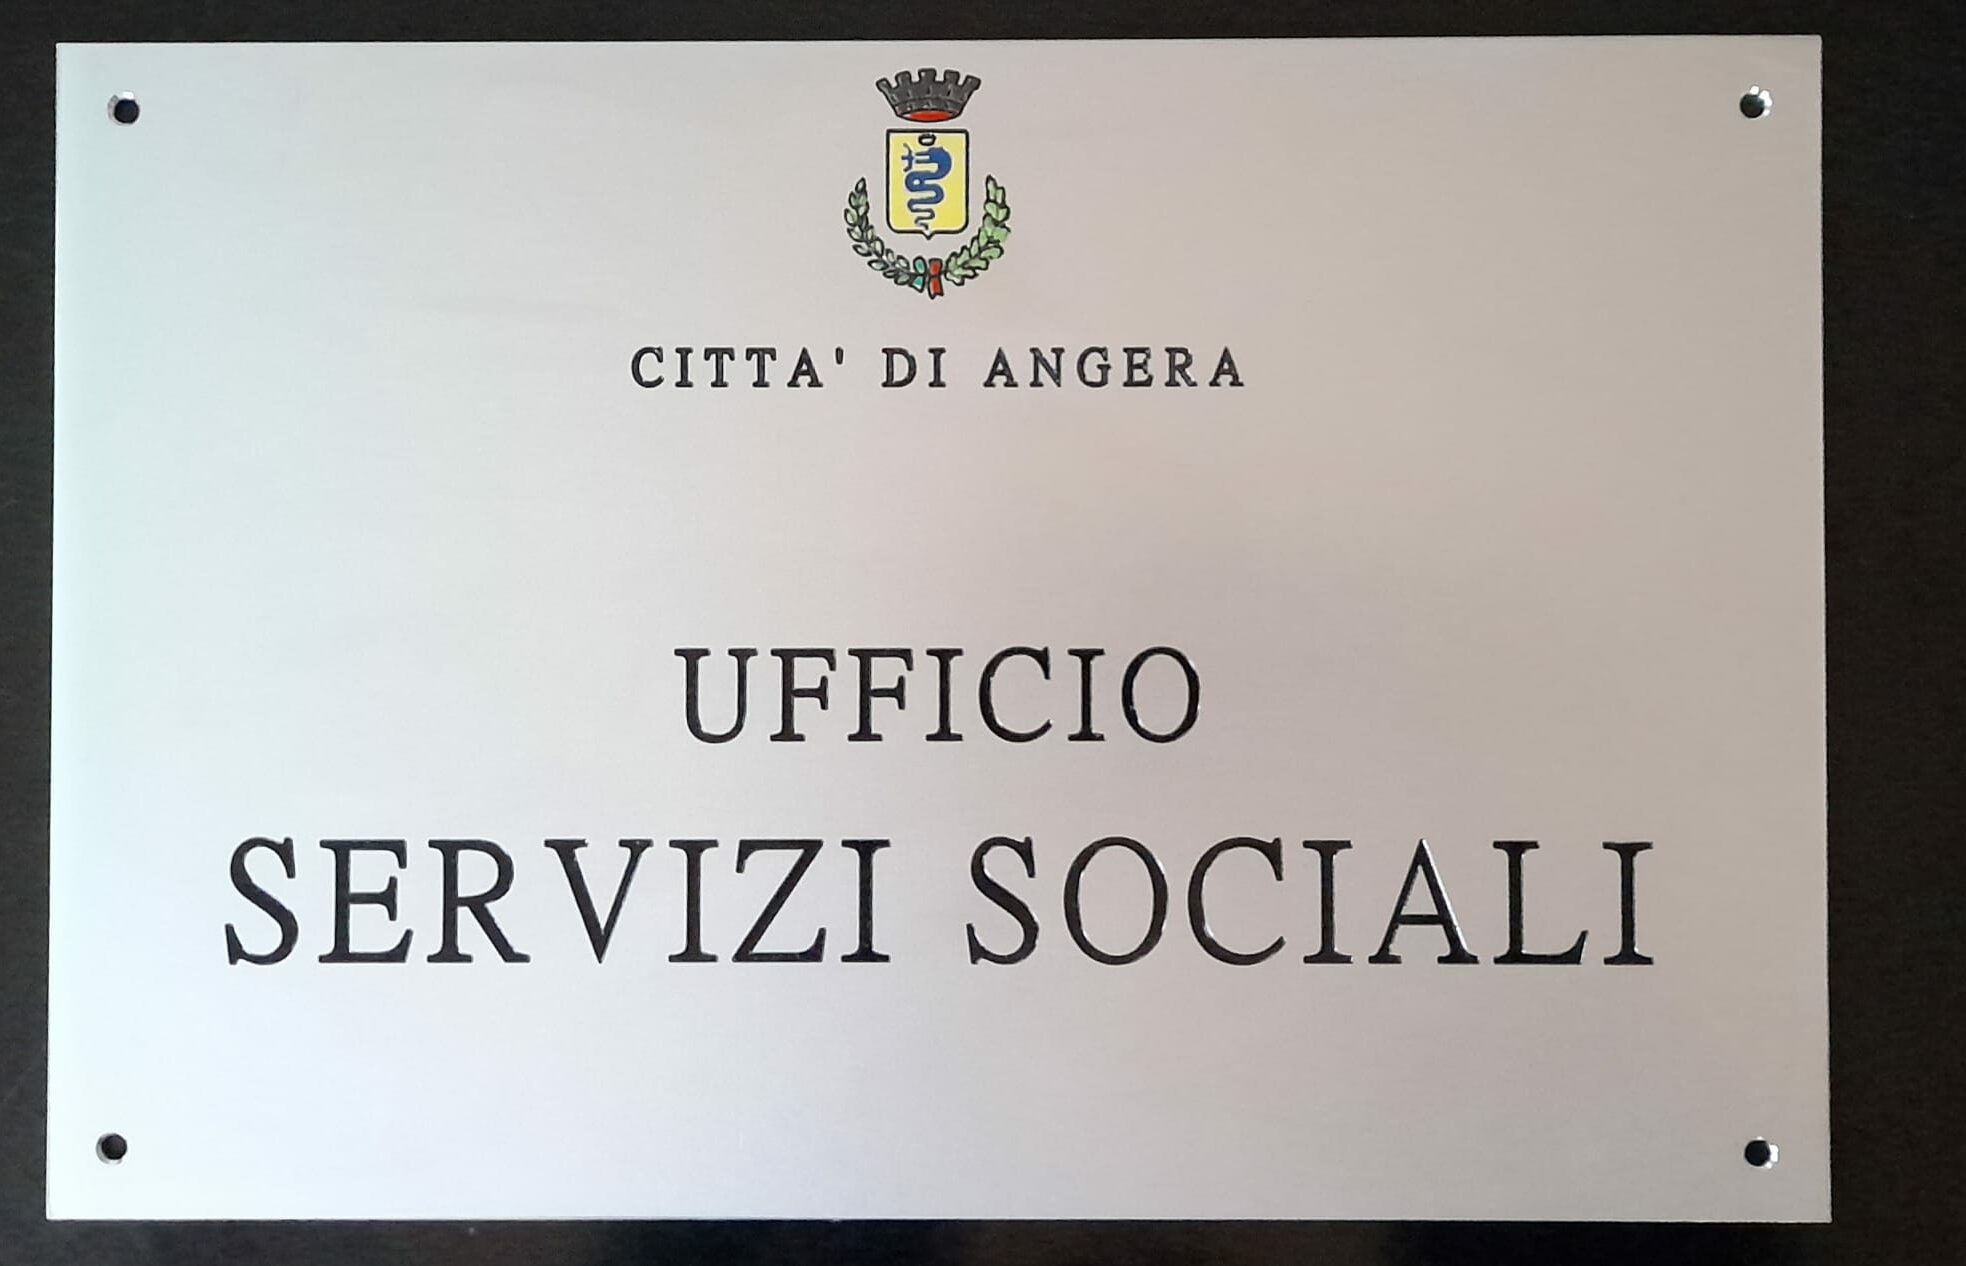 CITTA' DI ANGERA
UFFICIO
SERVIZI SOCIALI